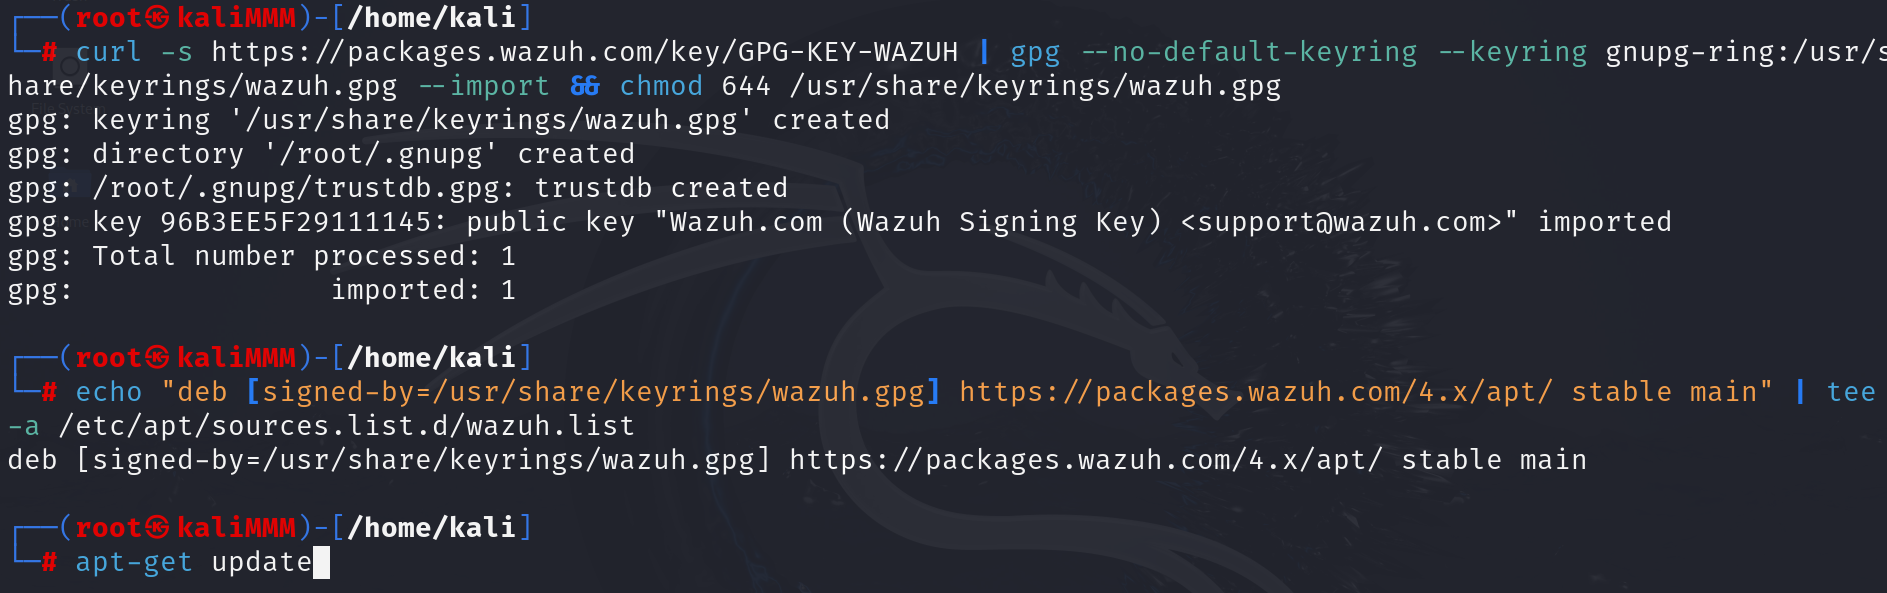 ┌──(root㉿kaliMMM)-[/home/kali]
└─# curl -s https://packages.wazuh.com/key/GPG-KEY-WAZUH | gpg --no-default-keyring --keyring gnupg-ring:/usr/s
hare/keyrings/wazuh.gpg --import && chmod 644 /usr/share/keyrings/wazuh.gpg
gpg: keyring '/usr/share/keyrings/wazuh.gpg' created
gpg: directory '/root/.gnupg' created
gpg: /root/.gnupg/trustdb.gpg: trustdb created
gpg: key 96B3EE5F29111145: public key "Wazuh.com (Wazuh Signing Key) <support@wazuh.com>" imported
gpg: Total number processed: 1
gpg:               imported: 1
┌──(root㉿kaliMMM)-[/home/kali]
└─# echo "deb [signed-by=/usr/share/keyrings/wazuh.gpg] https://packages.wazuh.com/4.x/apt/ stable main" | tee
-a /etc/apt/sources.list.d/wazuh.list
deb [signed-by=/usr/share/keyrings/wazuh.gpg] https://packages.wazuh.com/4.x/apt/ stable main
┌──(root㉿kaliMMM)-[/home/kali]
└─# apt-get update